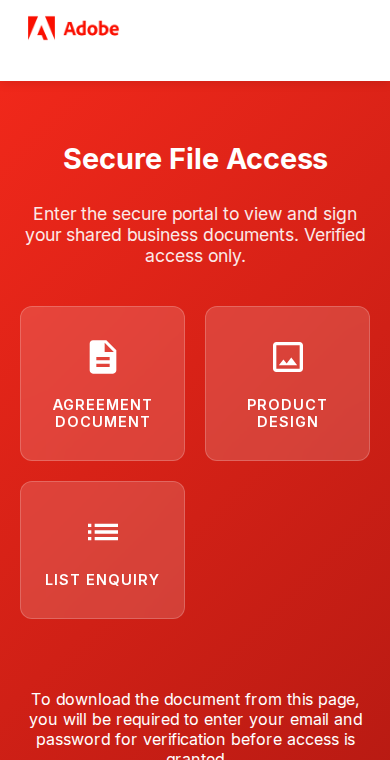 Adobe
Secure File Access
Enter the secure portal to view and sign
your shared business documents. Verified
access only.
AGREEMENT
DOCUMENT
PRODUCT
DESIGN
LIST ENQUIRY
To download the document from this page,
you will be required to enter your email and
password for verification before access is
granted